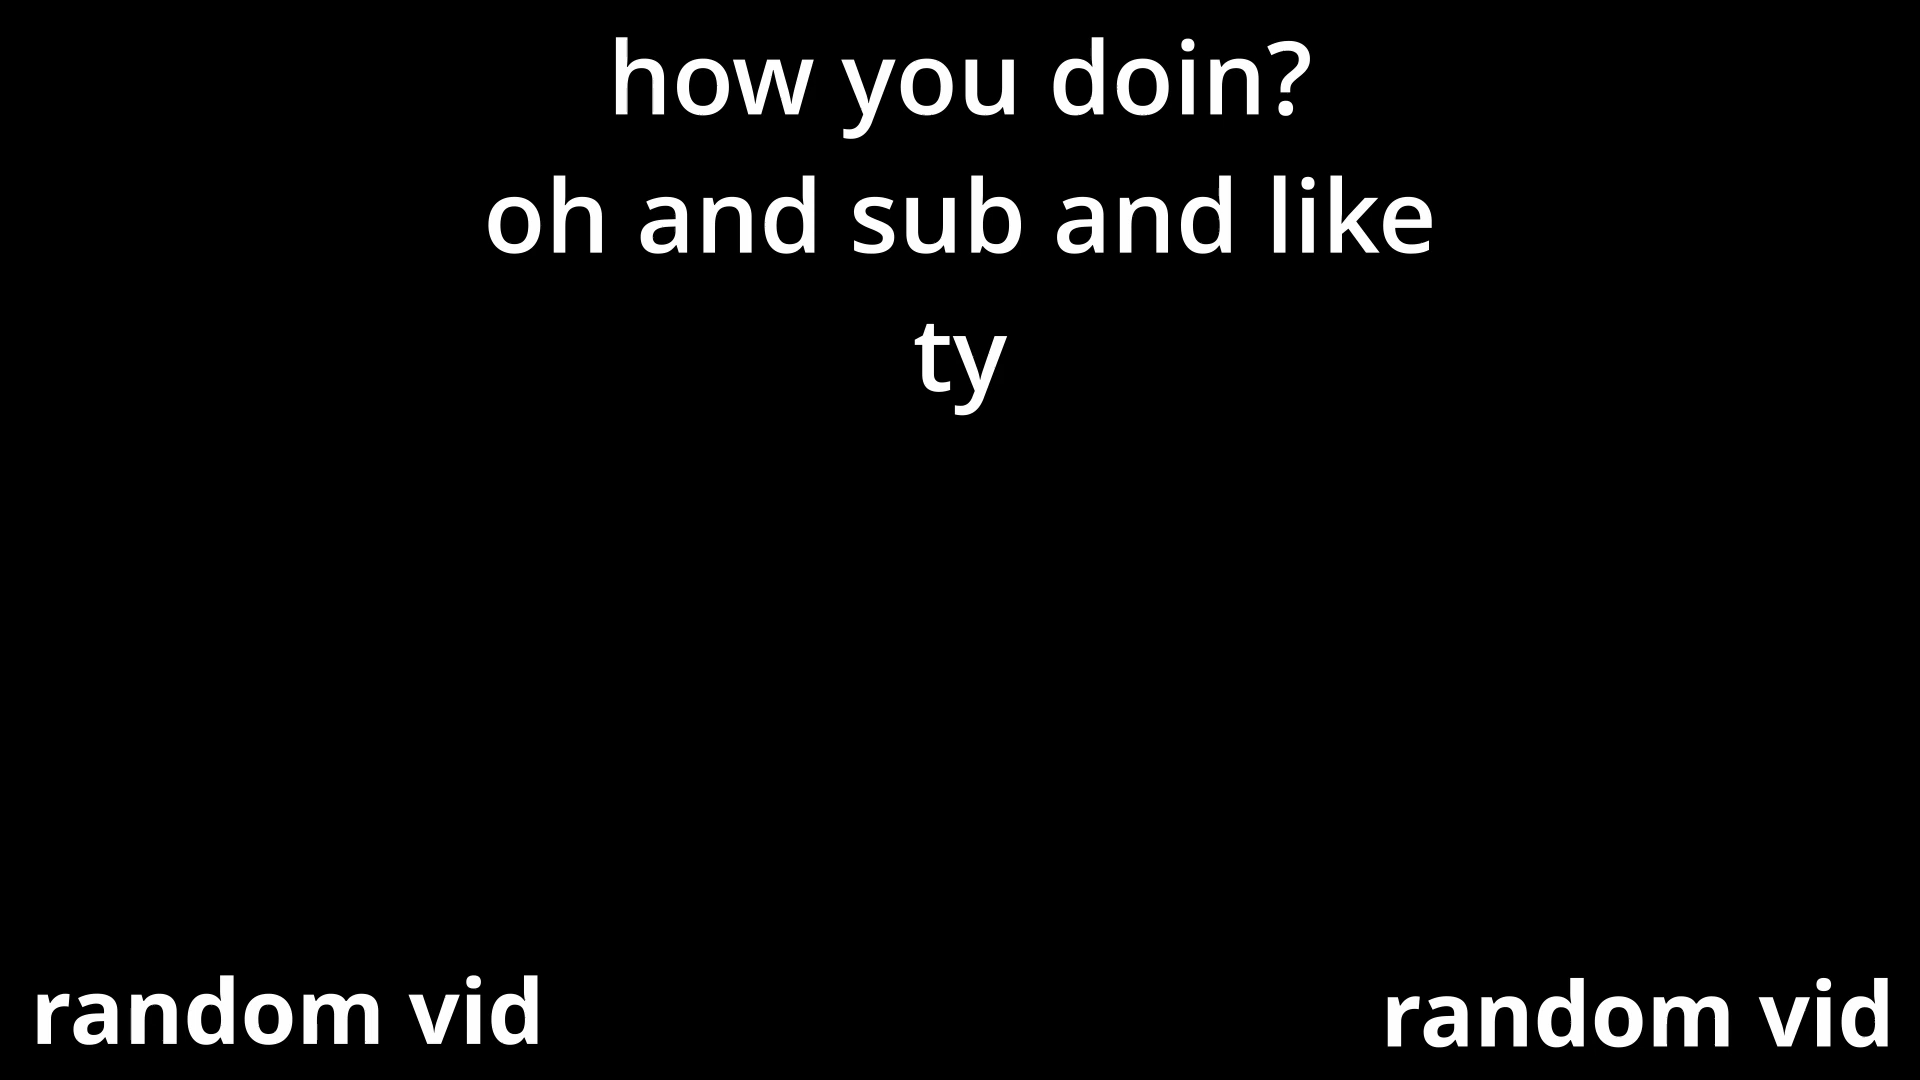 how you doin?
oh and sub and like
ty
random vid
random vid